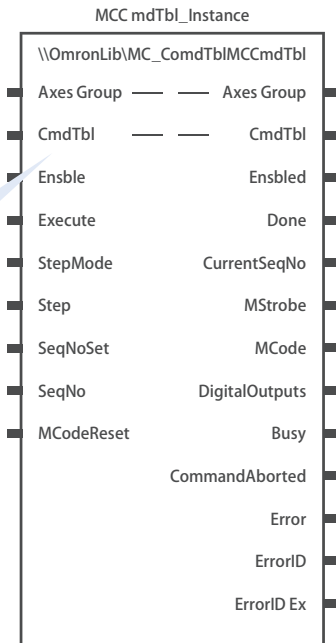 MCC mdTbl_Instance
\\OmronLib\MC_ComdTblMCCmdTbl
Axes Group Axes Group
CmdTbl CmdTbl
Ensble Ensbled
Execute Done
StepMode CurrentSeqNo
Step MStrobe
SeqNoSet MCode
SeqNo DigitalOutputs
MCodeReset Busy
CommandAborted
Error
ErrorID
ErrorID Ex